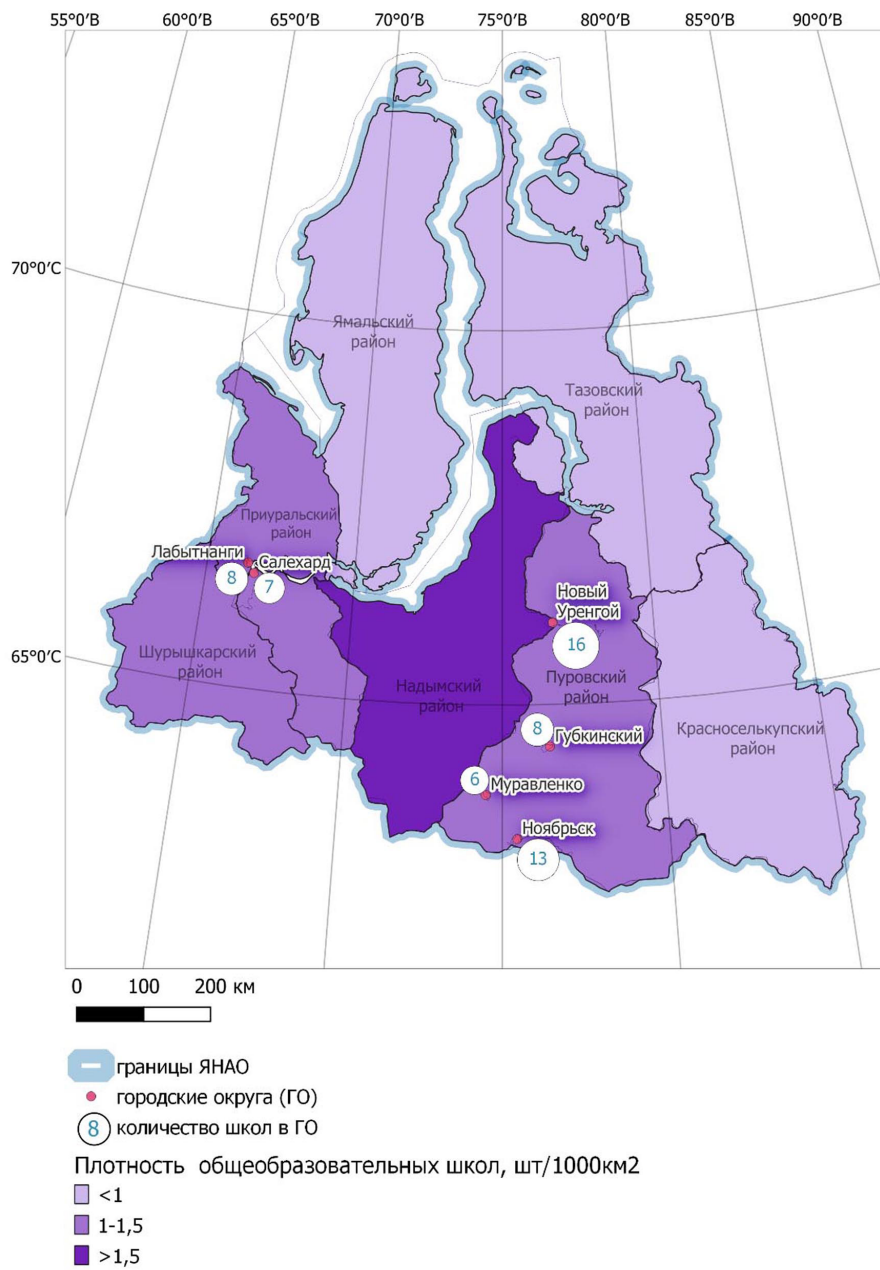 55°0′В 60°0′В 65°0′В 70°0′В 75°0′В 80°0′В 85°0′В 90°0′В
70°0′С
Ямальский
район
Тазовский
район
Приуральский
район
Лабытнанги
Салехард
8
7
Новый
Уренгой
16
65°0′С
Шурышкарский
район
Надымский
район
Пуровский
район
8
Губкинский
Красноселькупский
район
6
Муравленко
Ноябрьск
13
0 100 200 км
границы ЯНАО
городские округа (ГО)
8 количество школ в ГО
Плотность общеобразовательных школ, шт/1000км2
<1
1-1,5
>1,5